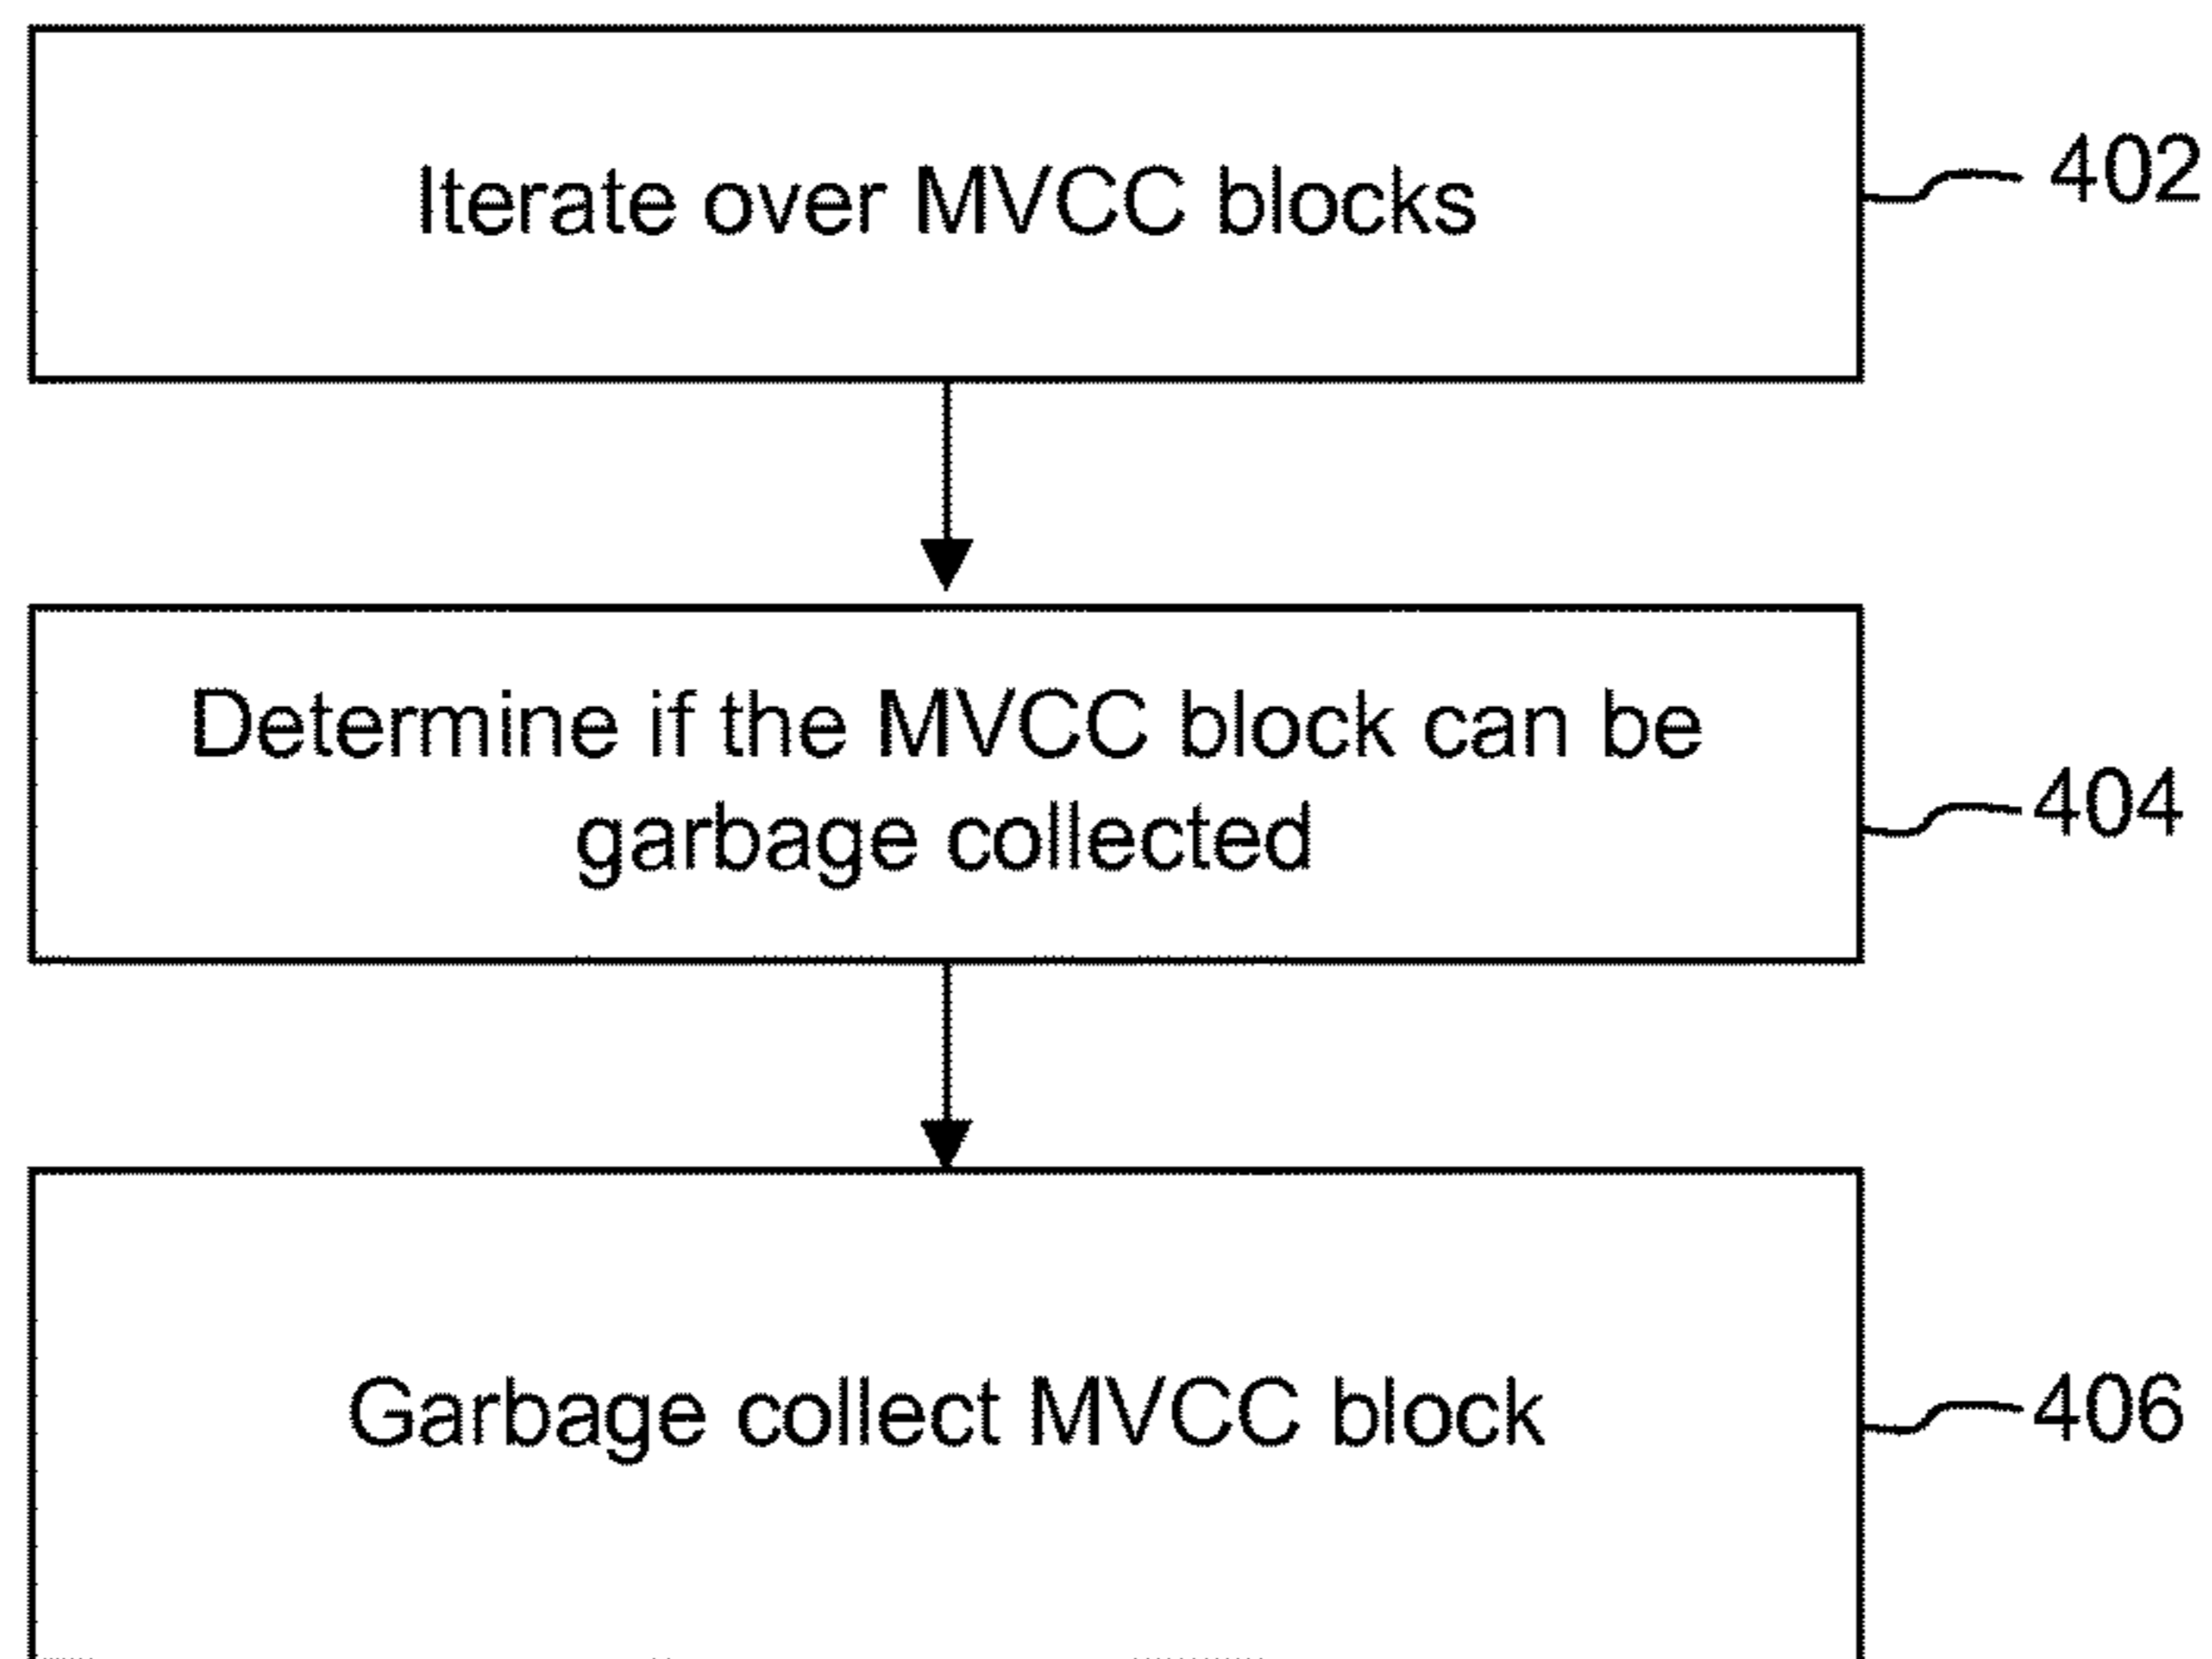 Iterate over MVCC blocks
402
Determine if the MVCC block can be
garbage collected
404
Garbage collect MVCC block
406